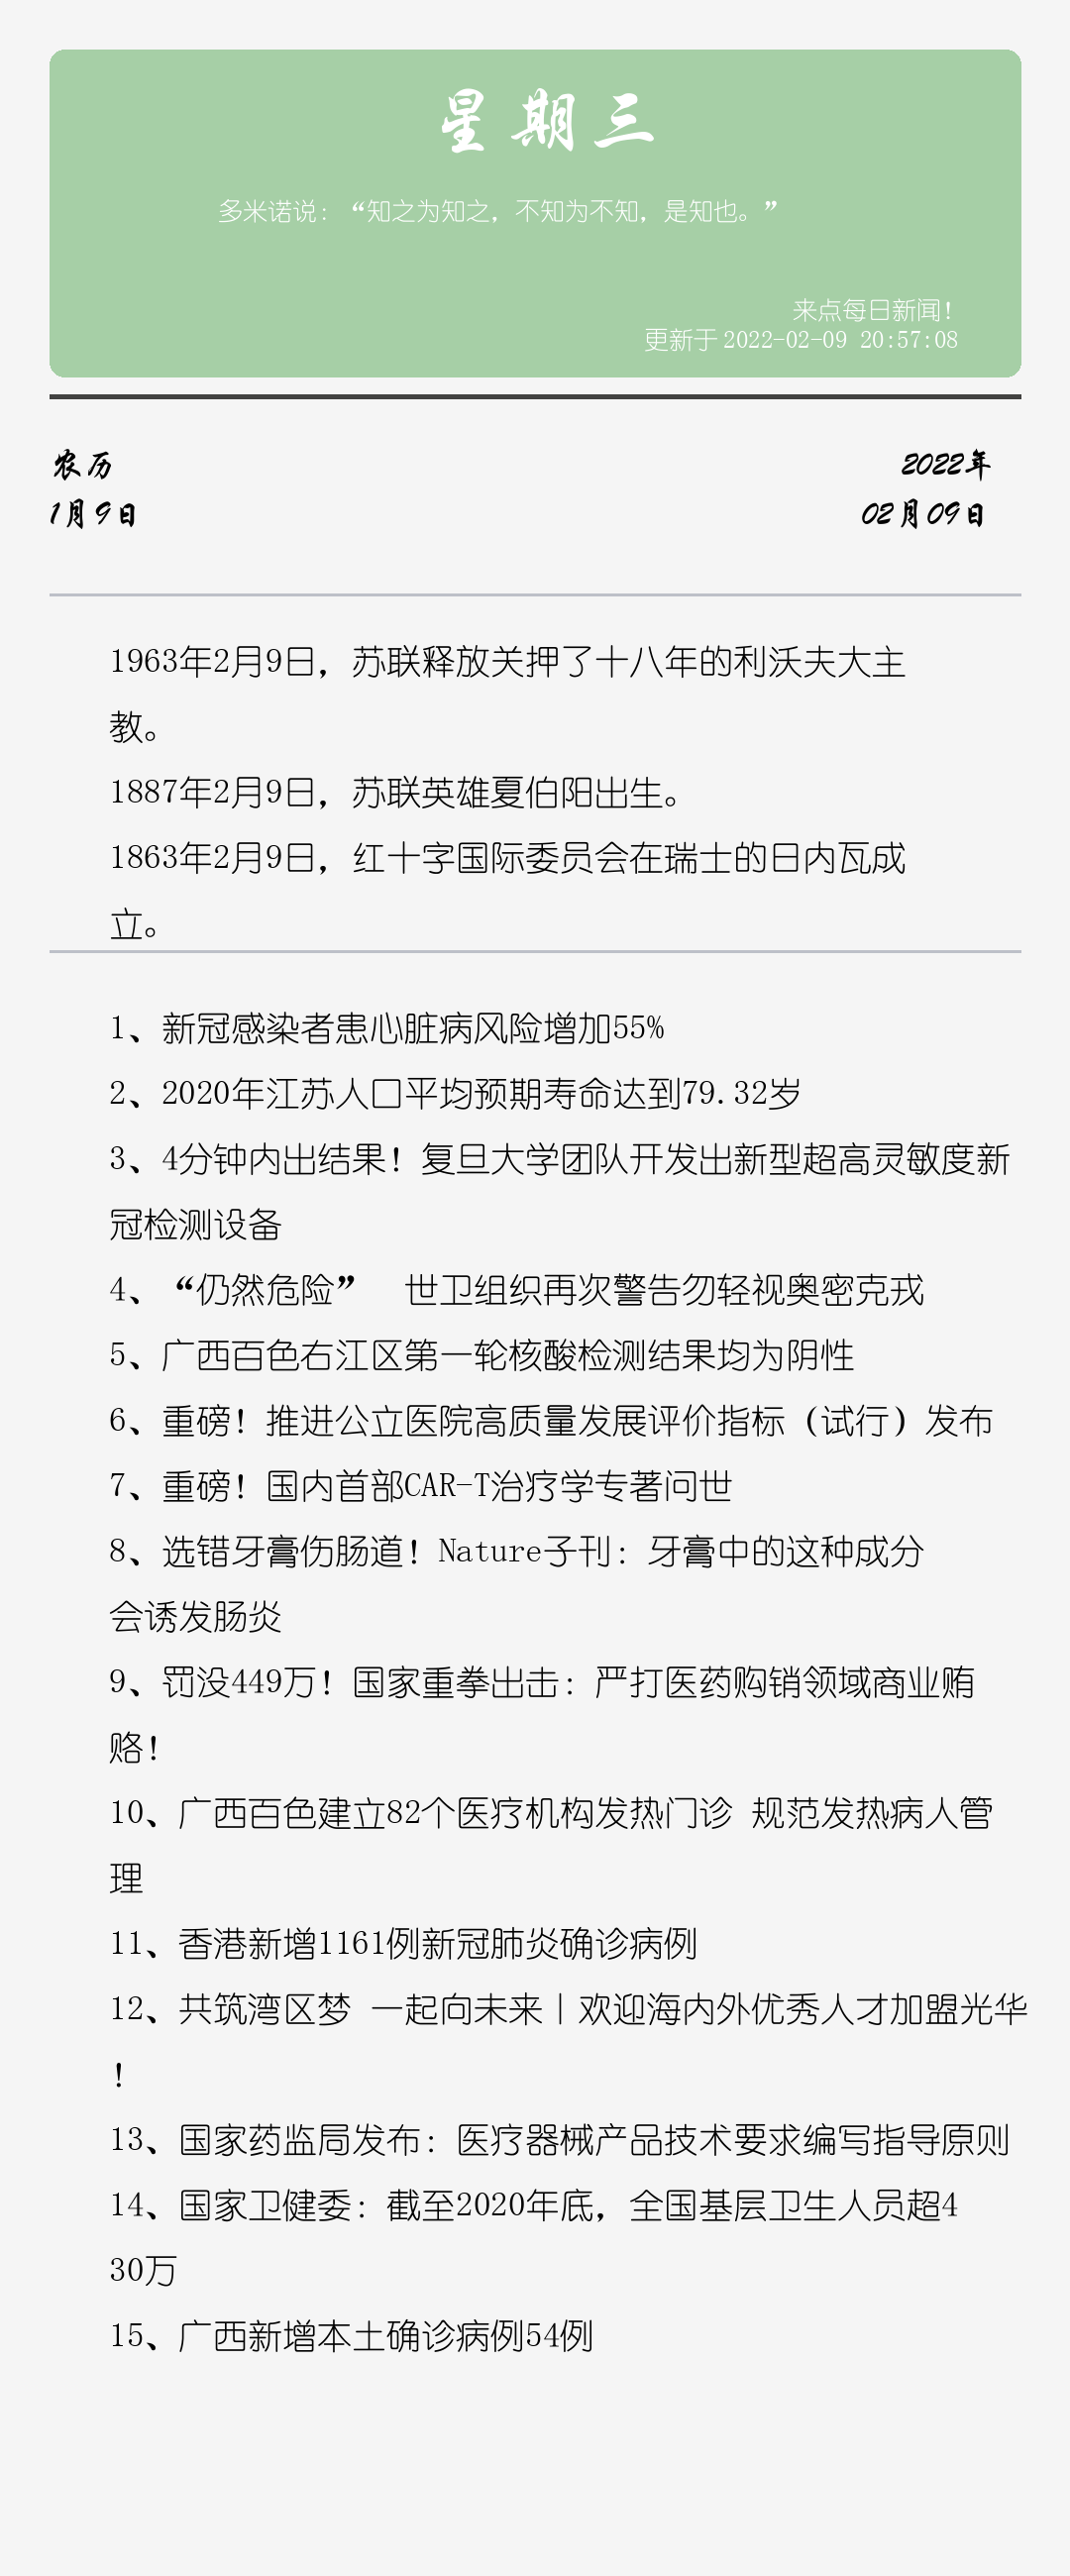 星期三
多米诺说：“知之为知之，不知为不知，是知也。”
来点每日新闻！
更新于 2022-02-09 20:57:08
农历
2022年
1月9日
02月09日
1963年2月9日，苏联释放关押了十八年的利沃夫大主
教。
1887年2月9日，苏联英雄夏伯阳出生。
1863年2月9日，红十字国际委员会在瑞士的日内瓦成
立。
1、新冠感染者患心脏病风险增加55%
2、2020年江苏人口平均预期寿命达到79.32岁
3、4分钟内出结果！复旦大学团队开发出新型超高灵敏度新
冠检测设备
4、“仍然危险”　世卫组织再次警告勿轻视奥密克戎
5、广西百色右江区第一轮核酸检测结果均为阴性
6、重磅！推进公立医院高质量发展评价指标（试行）发布
7、重磅！国内首部CAR-T治疗学专著问世
8、选错牙膏伤肠道！Nature子刊：牙膏中的这种成分
会诱发肠炎
9、罚没449万！国家重拳出击：严打医药购销领域商业贿
赂！
10、广西百色建立82个医疗机构发热门诊 规范发热病人管
理
11、香港新增1161例新冠肺炎确诊病例
12、共筑湾区梦 一起向未来丨欢迎海内外优秀人才加盟光华
！
13、国家药监局发布：医疗器械产品技术要求编写指导原则
14、国家卫健委：截至2020年底，全国基层卫生人员超4
30万
15、广西新增本土确诊病例54例